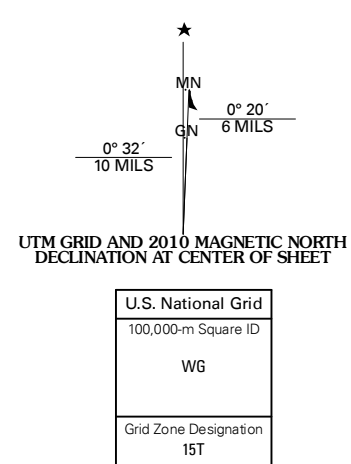 MN
0° 20´
6 MILS
GN
0° 32´
10 MILS
UTM GRID AND 2010 MAGNETIC NORTH
DECLINATION AT CENTER OF SHEET
U.S. National Grid
100,000-m Square ID
WG
Grid Zone Designation
15T